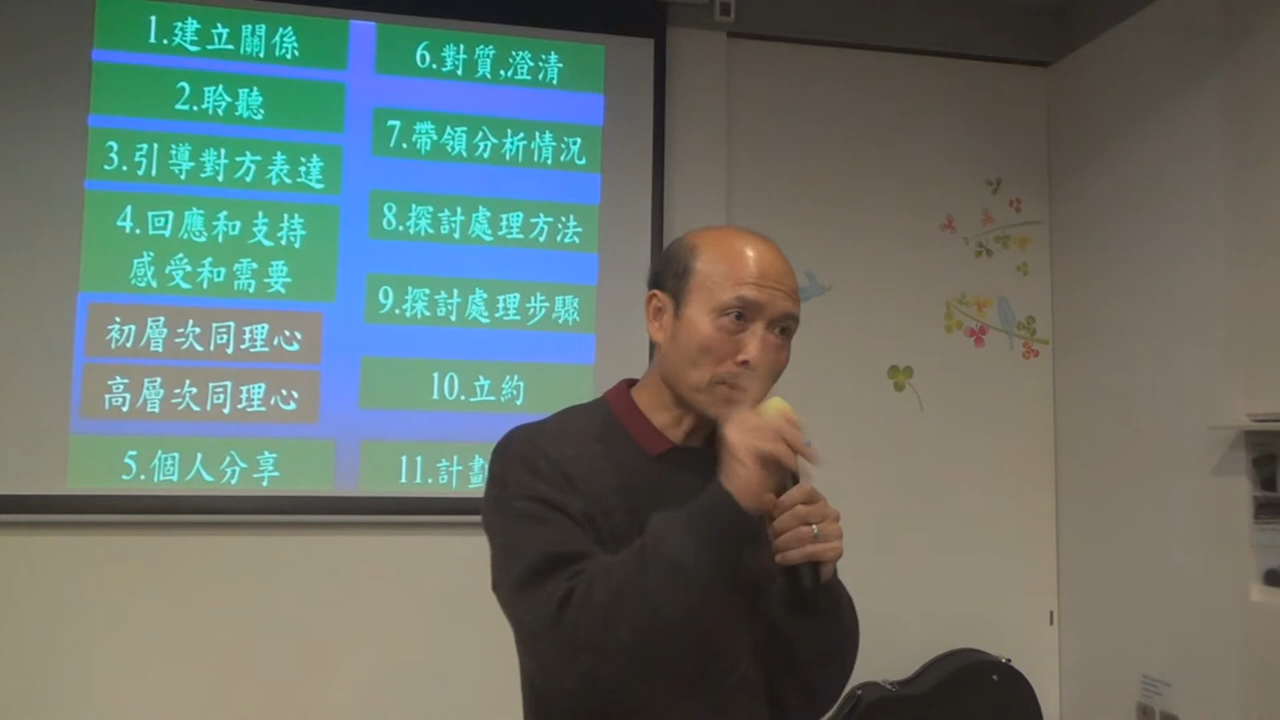 1.建立關係
2.聆聽
3.引導對方表達
4.回應和支持
感受和需要
初層次同理心
高層次同理心
5.個人分享
6.對質,澄清
7.帶領分析情況
8.探討處理方法
9.探討處理步驟
10.立約
11.計劃